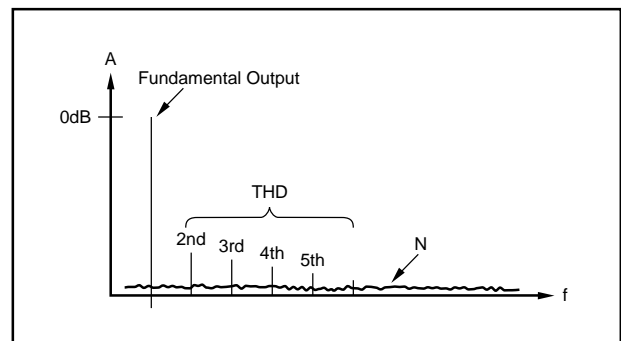 A
Fundamental Output
0dB
THD
2nd
3rd
4th
5th
N
f